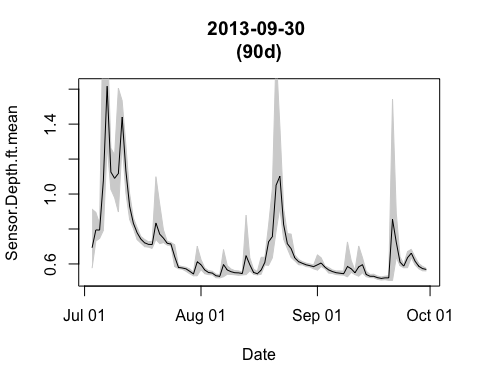 2013-09-30
(90d)
Sensor.Depth.ft.mean
1.4
1.0
0.6
Jul 01
Aug 01
Sep 01
Oct 01
Date